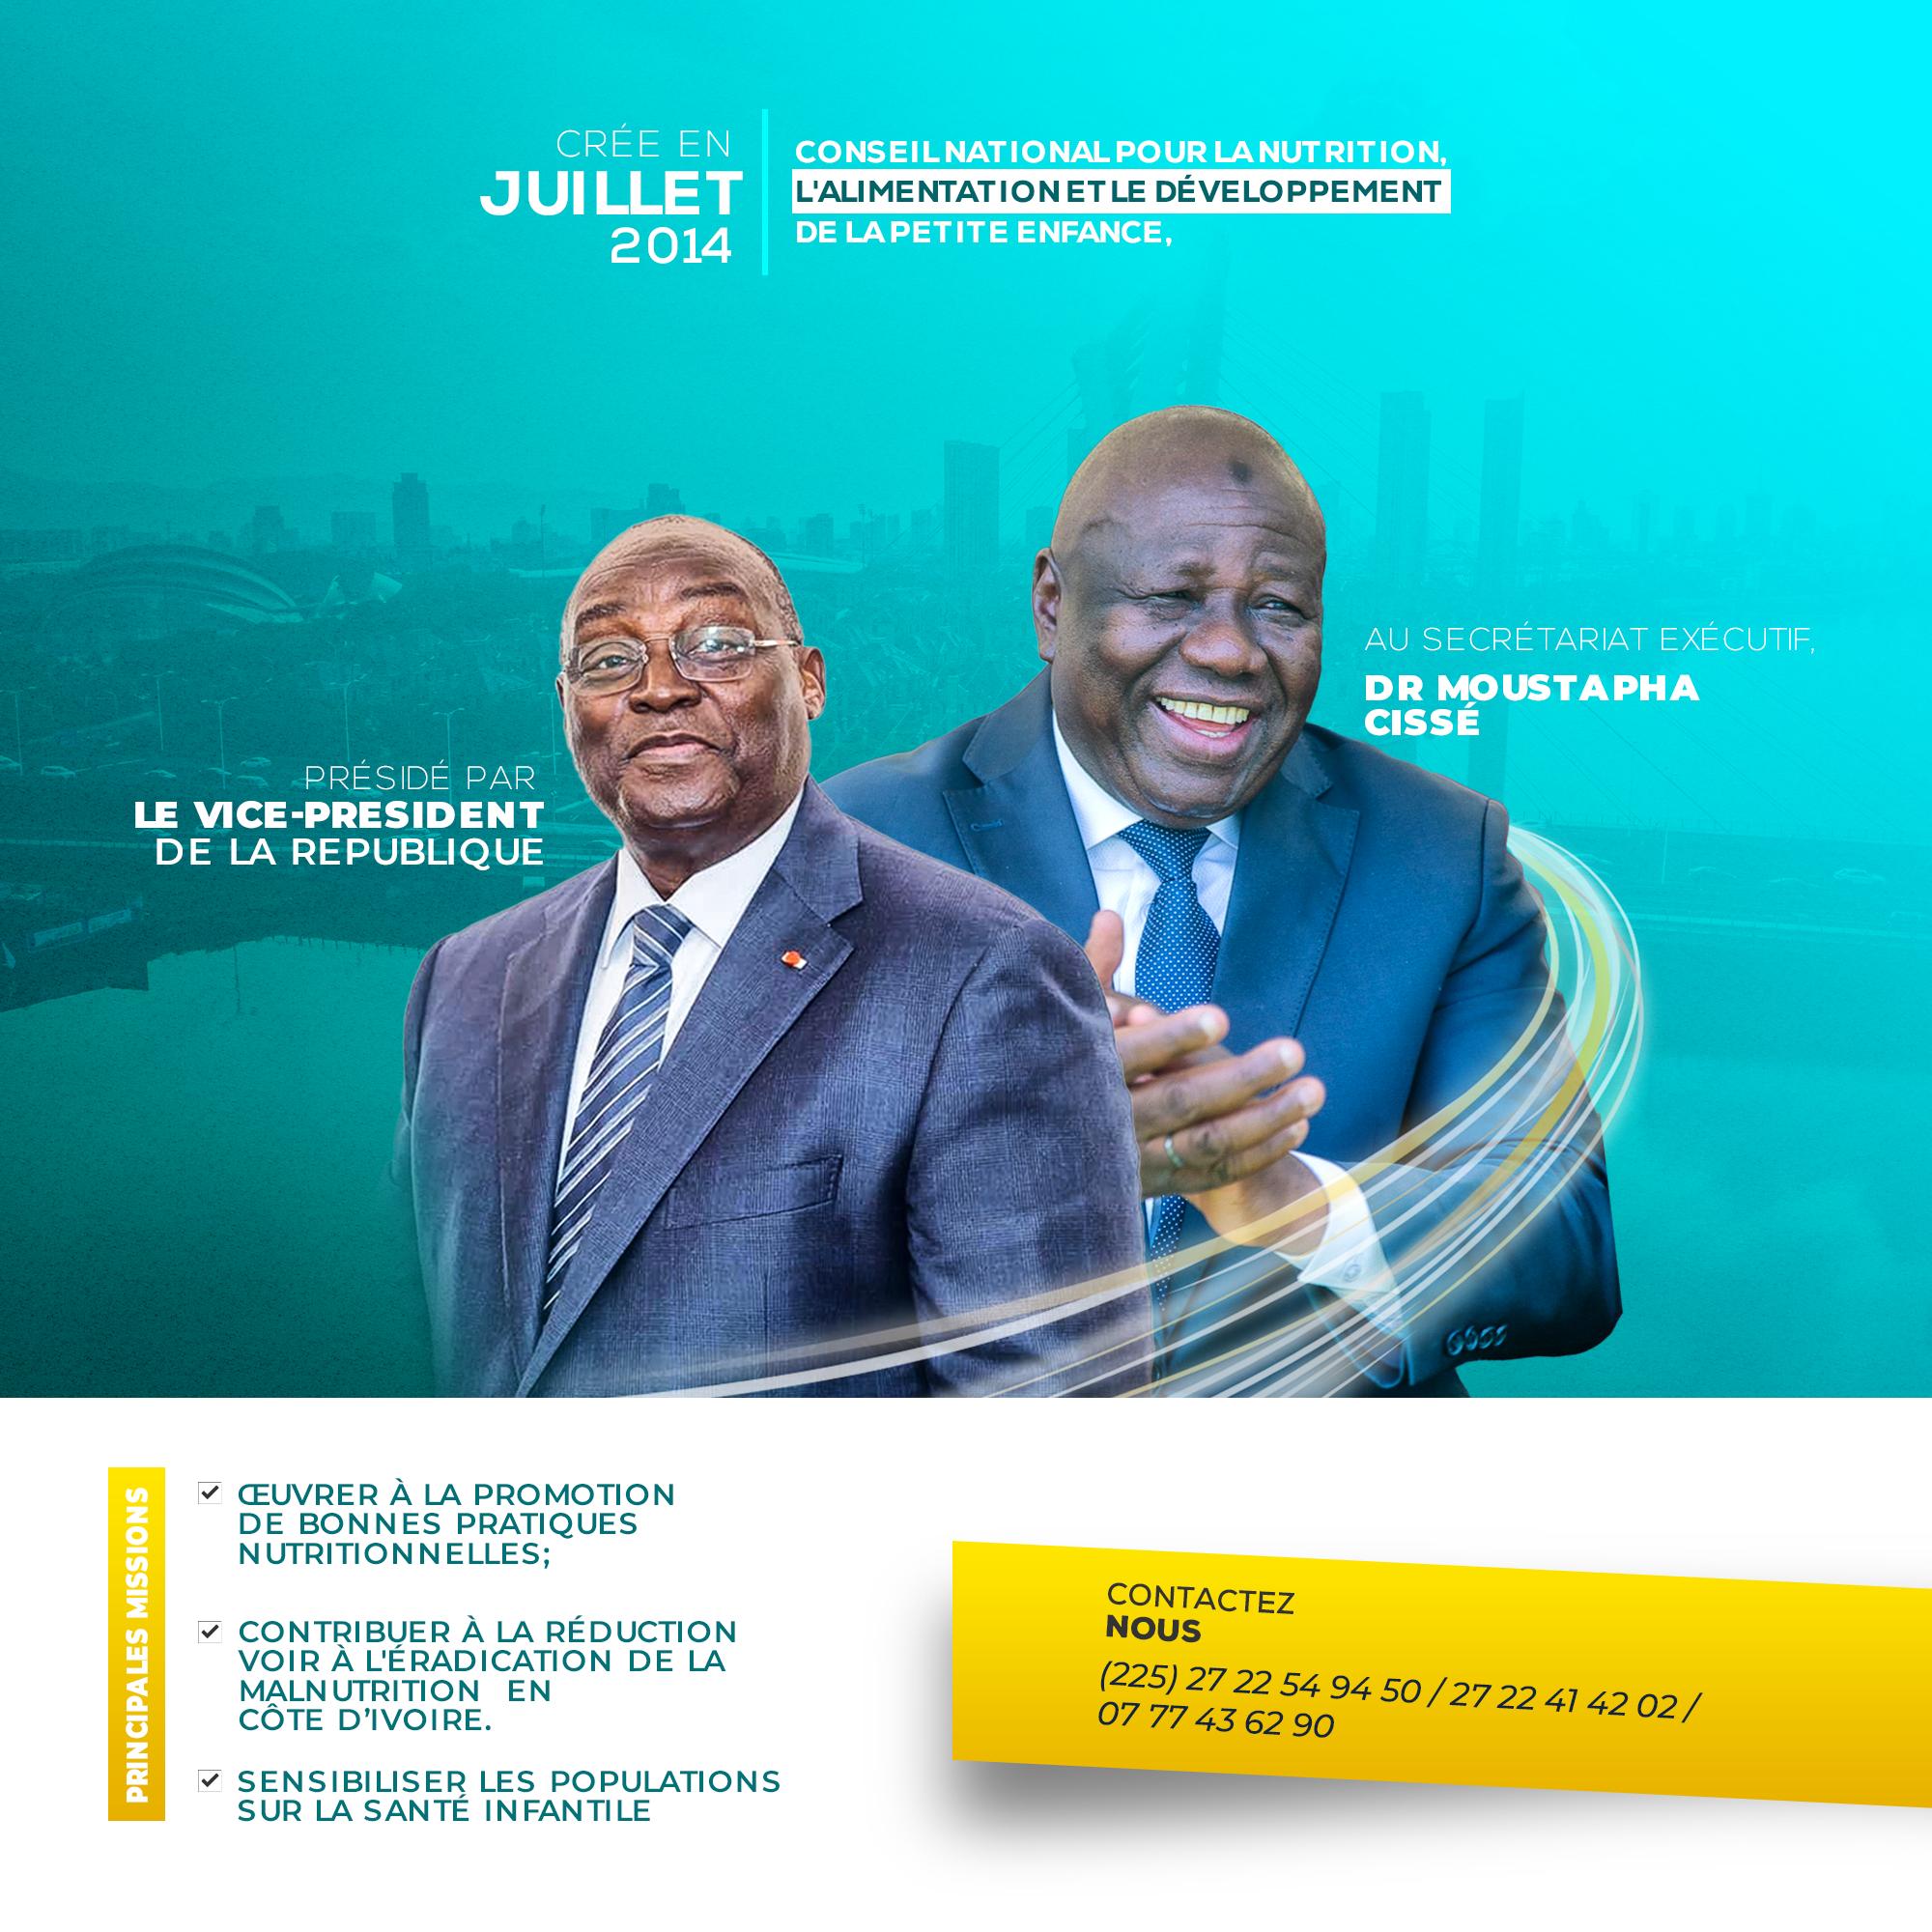 CRÉE EN
JUILLET
2014
CONSEIL NATIONAL POUR LA NUTRITION,
L'ALIMENTATION ET LE DÉVELOPPEMENT
DE LA PETITE ENFANCE,
AU SECRÉTARIAT EXÉCUTIF,
DR MOUSTAPHA
CISSÉ
PRÉSIDÉ PAR
LE VICE-PRESIDENT
DE LA REPUBLIQUE
PRINCIPALES MISSIONS
ŒUVRER À LA PROMOTION
DE BONNES PRATIQUES
NUTRITIONNELLES;
CONTRIBUER À LA RÉDUCTION
VOIR À L'ÉRADICATION DE LA
MALNUTRITION EN
CÔTE D’IVOIRE.
SENSIBILISER LES POPULATIONS
SUR LA SANTÉ INFANTILE
CONTACTEZ
NOUS
(225) 27 22 54 94 50 / 27 22 41 42 02 /
07 77 43 62 90